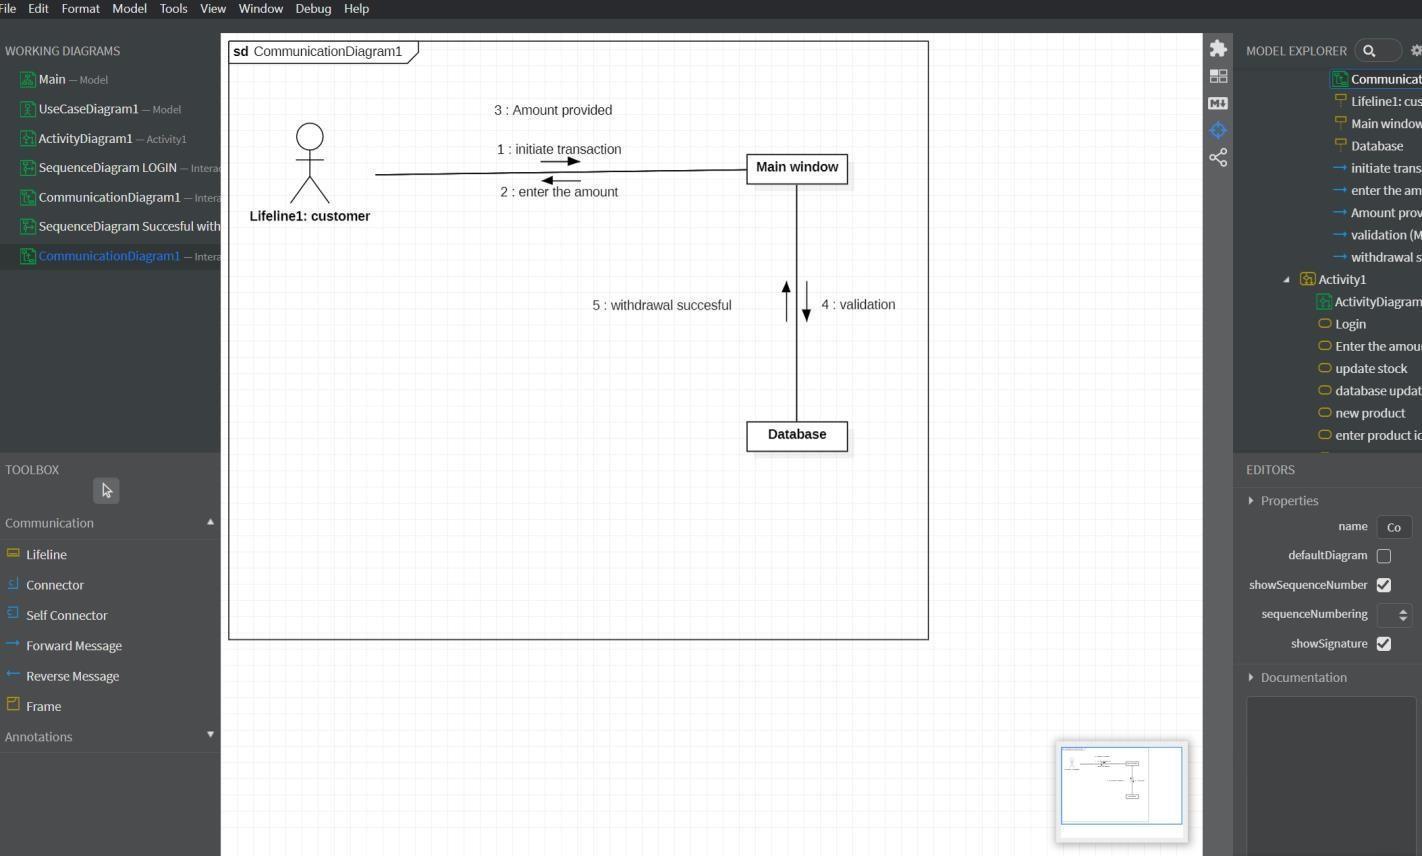 File Edit Format Model Tools View Window Debug Help
WORKING DIAGRAMS
Main — Model
UseCaseDiagram1 — Model
ActivityDiagram1 — Activity1
SequenceDiagram LOGIN — Interac
CommunicationDiagram1 — Intera
SequenceDiagram Succesful with
CommunicationDiagram1 — Intera
TOOLBOX
Communication
Lifeline
Connector
Self Connector
Forward Message
Reverse Message
Frame
Annotations
sd CommunicationDiagram1
3 : Amount provided
1 : initiate transaction
2 : enter the amount
Lifeline1: customer
Main window
5 : withdrawal succesful
4 : validation
Database
M
MODEL EXPLORER
Communicat
Lifeline1: cus
Main window
Database
initiate trans
enter the am
Amount prov
validation (M
withdrawal s
Activity1
ActivityDiagram
Login
Enter the amou
update stock
database updat
new product
enter product id
EDITORS
Properties
name Co
defaultDiagram
showSequenceNumber
sequenceNumbering
showSignature
Documentation